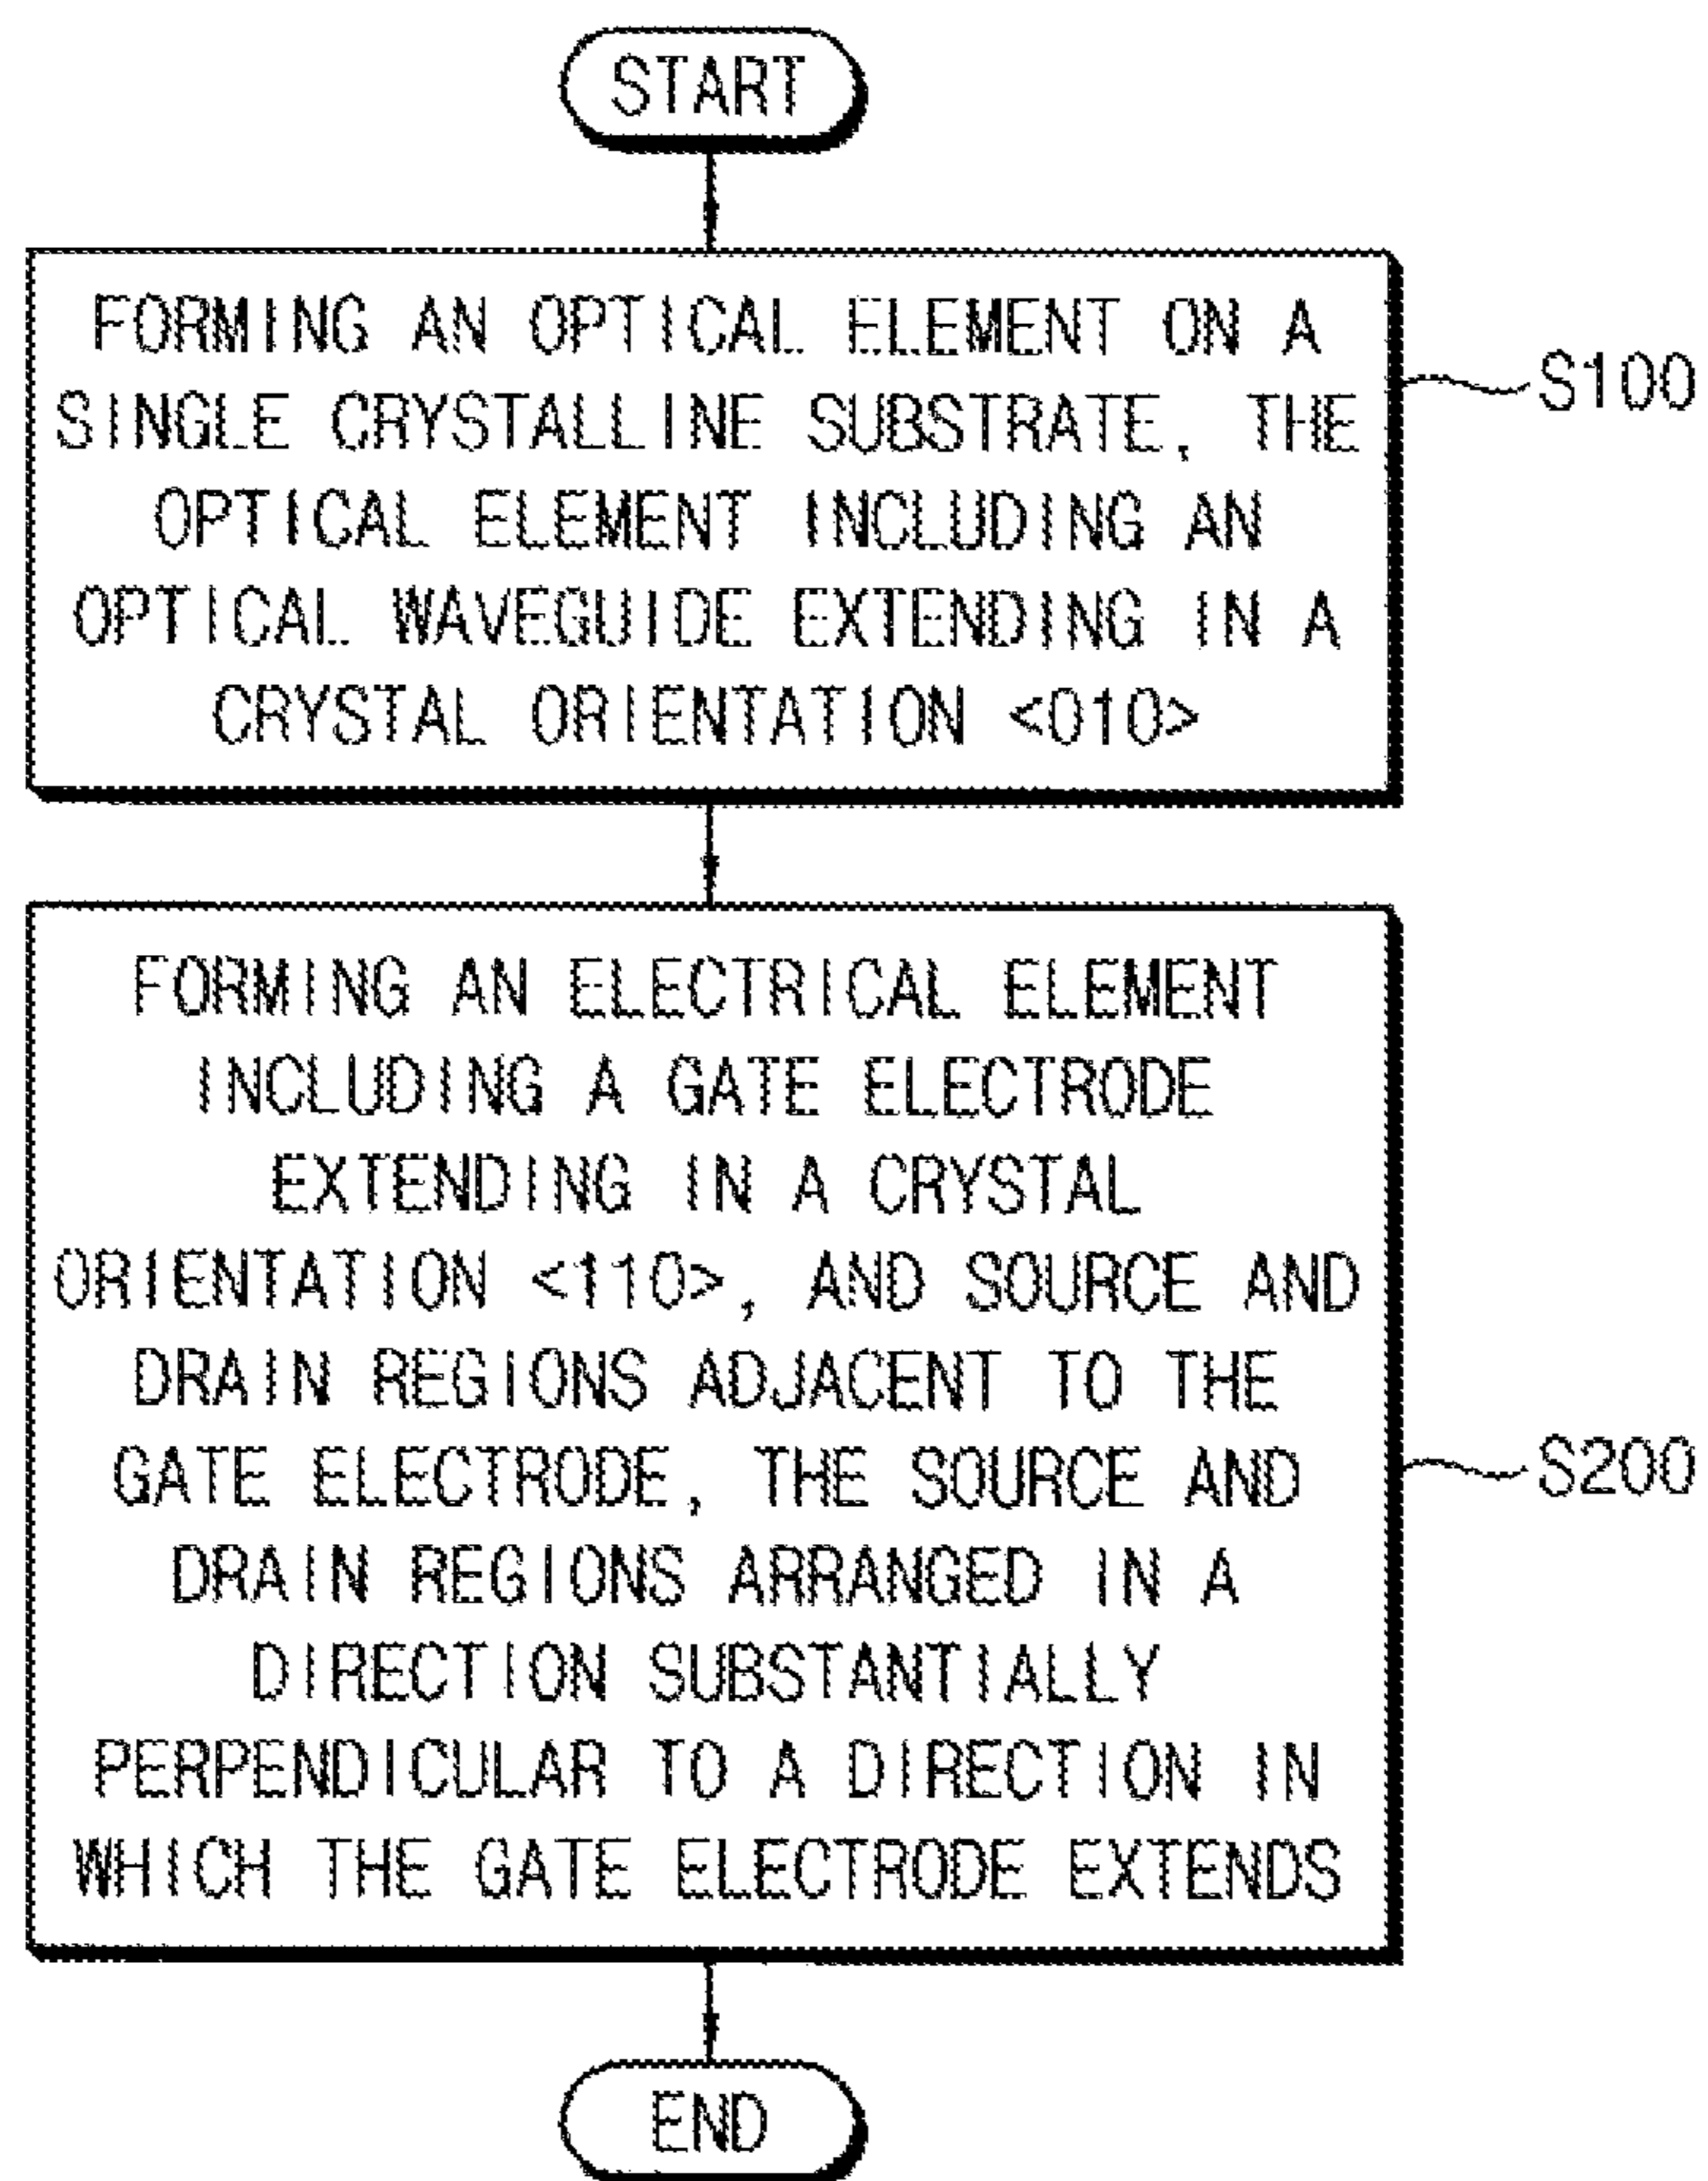 START
FORMING AN OPTICAL ELEMENT ON A
SINGLE CRYSTALLINE SUBSTRATE, THE
OPTICAL ELEMENT INCLUDING AN
OPTICAL WAVEGUIDE EXTENDING IN A
CRYSTAL ORIENTATION <010>
S100
FORMING AN ELECTRICAL ELEMENT
INCLUDING A GATE ELECTRODE
EXTENDING IN A CRYSTAL
ORIENTATION <110>, AND SOURCE AND
DRAIN REGIONS ADJACENT TO THE
GATE ELECTRODE, THE SOURCE AND
DRAIN REGIONS ARRANGED IN A
DIRECTION SUBSTANTIALLY
PERPENDICULAR TO A DIRECTION IN
WHICH THE GATE ELECTRODE EXTENDS
S200
END